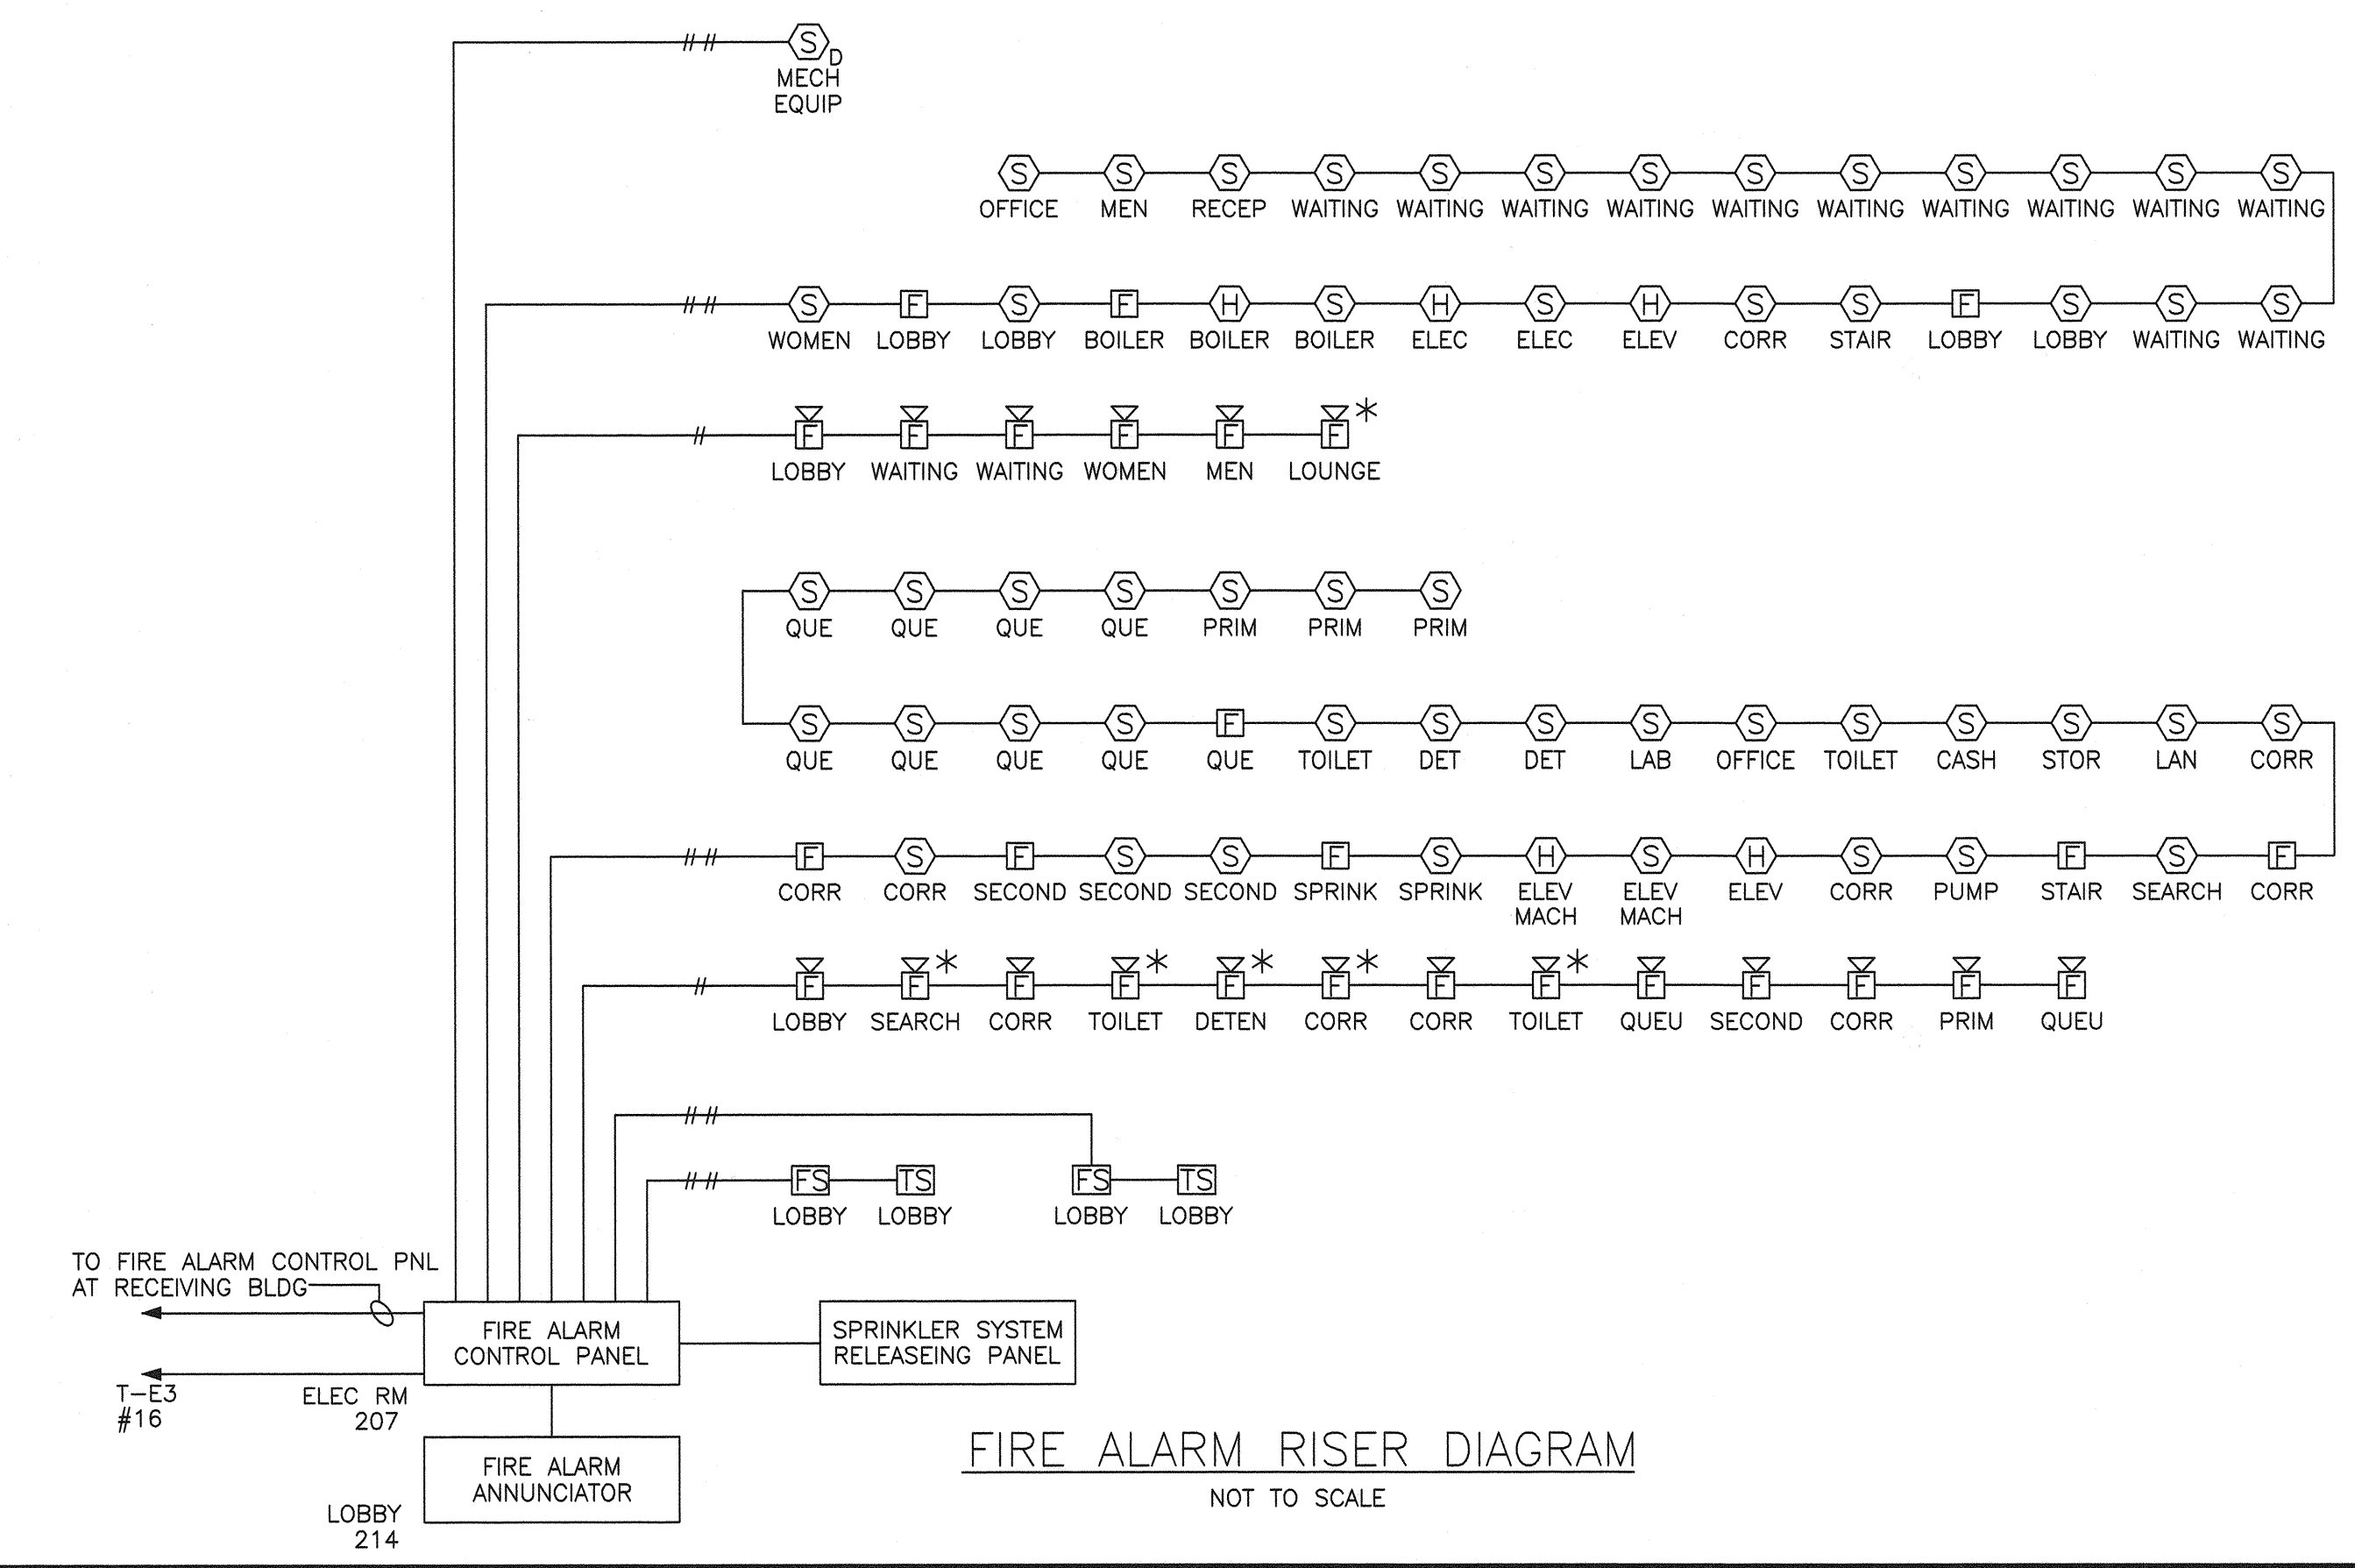 S D
MECH
EQUIP
S S S S S S S S S S S S S
OFFICE MEN RECEP WAITING WAITING WAITING WAITING WAITING WAITING WAITING WAITING WAITING WAITING
S F S F H S H S H S S F S S S
WOMEN LOBBY LOBBY BOILER BOILER BOILER ELEC ELEC ELEV CORR STAIR LOBBY LOBBY WAITING WAITING
F F F F F F *
LOBBY WAITING WAITING WOMEN MEN LOUNGE
S S S S S S S
QUE QUE QUE QUE PRIM PRIM PRIM
S S S S F S S S S S S S S S S
QUE QUE QUE QUE QUE TOILET DET DET LAB OFFICE TOILET CASH STOR LAN CORR
F S F S S F S H S H S S F S F
CORR CORR SECOND SECOND SECOND SPRINK SPRINK ELEV ELEV ELEV CORR PUMP STAIR SEARCH CORR
MACH MACH
F F * F F * F * F * F F * F F F F F
LOBBY SEARCH CORR TOILET DETEN CORR CORR TOILET QUEU SECOND CORR PRIM QUEU
FS TS FS TS
LOBBY LOBBY LOBBY LOBBY
TO FIRE ALARM CONTROL PNL
AT RECEIVING BLDG
FIRE ALARM
CONTROL PANEL
SPRINKLER SYSTEM
RELEASEING PANEL
T-E3
#16
ELEC RM
207
FIRE ALARM
ANNUNCIATOR
LOBBY
214
FIRE ALARM RISER DIAGRAM
NOT TO SCALE